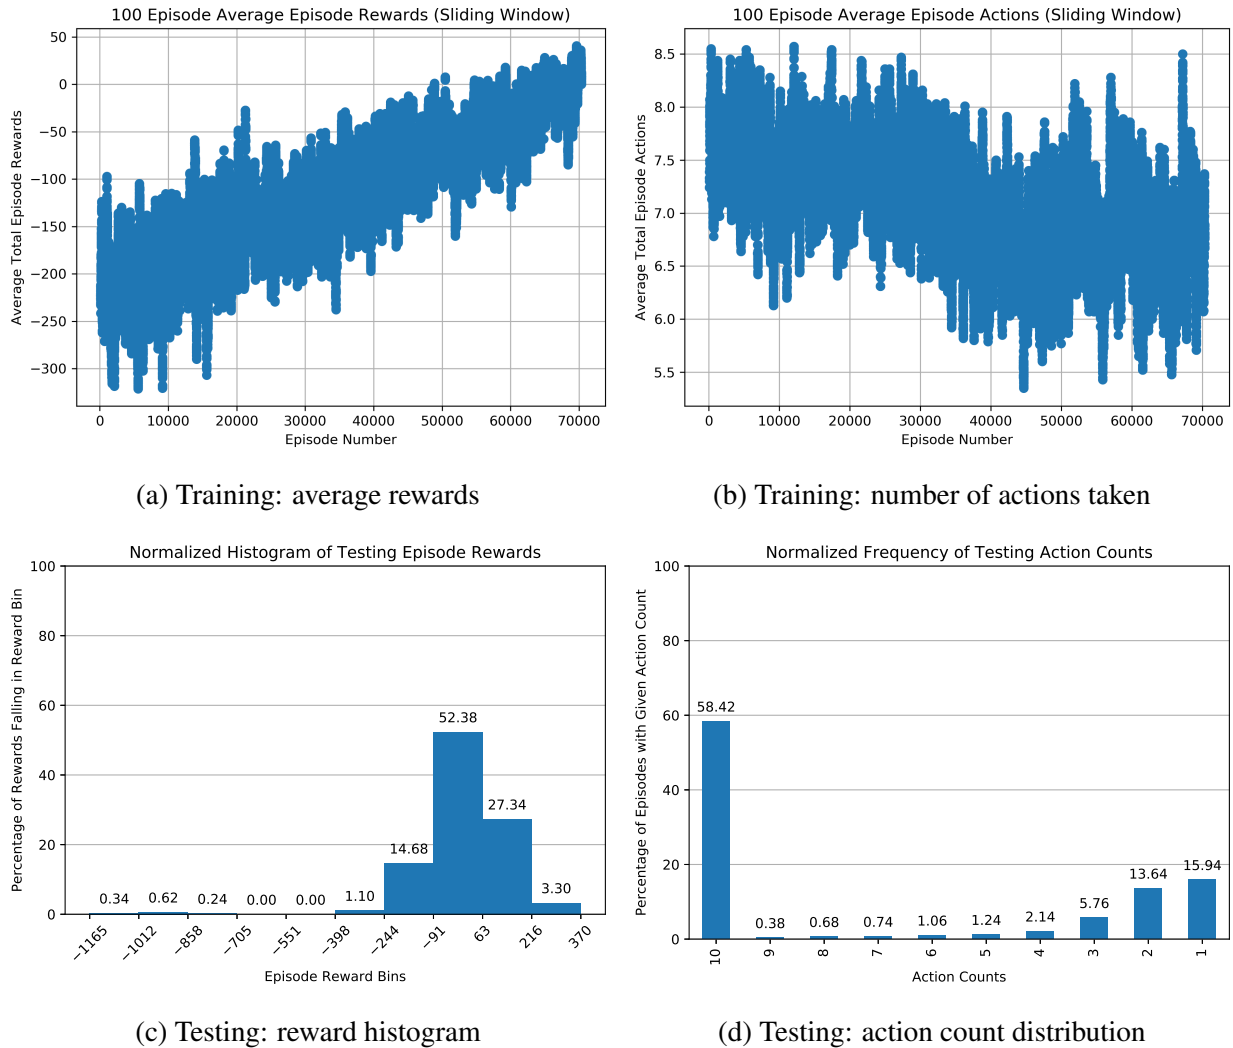 100 Episode Average Episode Rewards (Sliding Window)
Average Total Episode Rewards
50
0
−50
−100
−150
−200
−250
−300
0 10000 20000 30000 40000 50000 60000 70000
Episode Number
(a) Training: average rewards
100 Episode Average Episode Actions (Sliding Window)
Average Total Episode Actions
8.5
8.0
7.5
7.0
6.5
6.0
5.5
0 10000 20000 30000 40000 50000 60000 70000
Episode Number
(b) Training: number of actions taken
Normalized Histogram of Testing Episode Rewards
Percentage of Rewards Falling in Reward Bin
100
80
60
40
20
0
0.34 0.62 0.24 0.00 0.00 1.10 14.68 52.38 27.34 3.30
−1165 −1012 −858 −705 −551 −398 −244 −91 63 216 370
Episode Reward Bins
(c) Testing: reward histogram
Normalized Frequency of Testing Action Counts
Percentage of Episodes with Given Action Count
100
80
60
40
20
0
58.42 0.38 0.68 0.74 1.06 1.24 2.14 5.76 13.64 15.94
10 9 8 7 6 5 4 3 2 1
Action Counts
(d) Testing: action count distribution